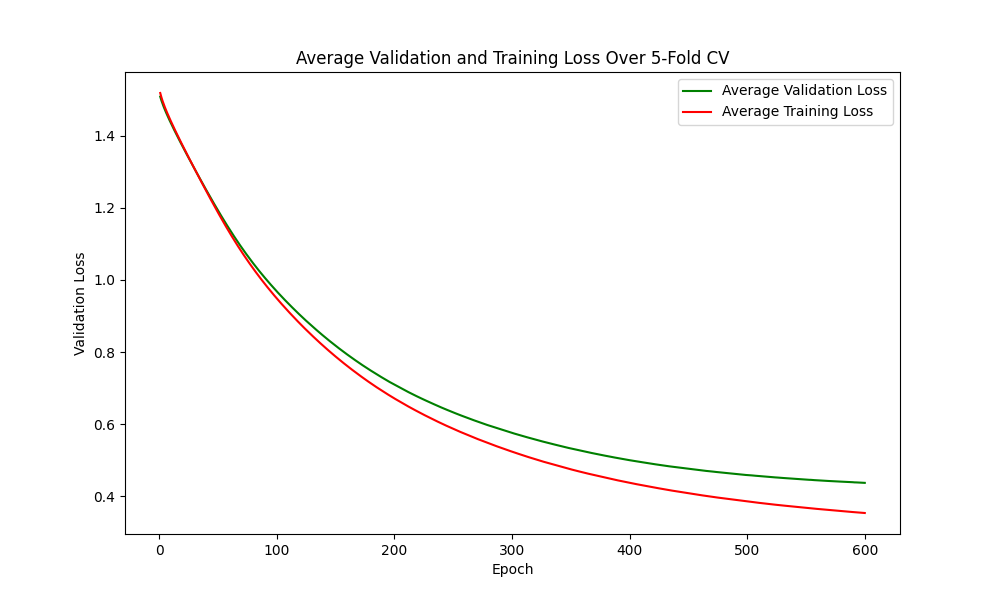 Average Validation and Training Loss Over 5-Fold CV
Average Validation Loss
Average Training Loss
Validation Loss
1.4
1.2
1.0
0.8
0.6
0.4
0 100 200 300 400 500 600
Epoch